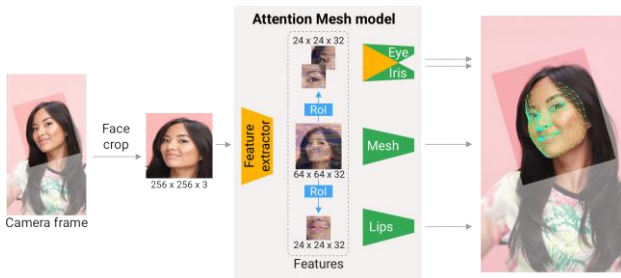 Attention Mesh model
24 x 24 x 32
Eye
Iris
RoI
Face
crop
Feature
extractor
Mesh
256 x 256 x 3
64 x 64 x 32
RoI
Camera frame
Lips
24 x 24 x 32
Features